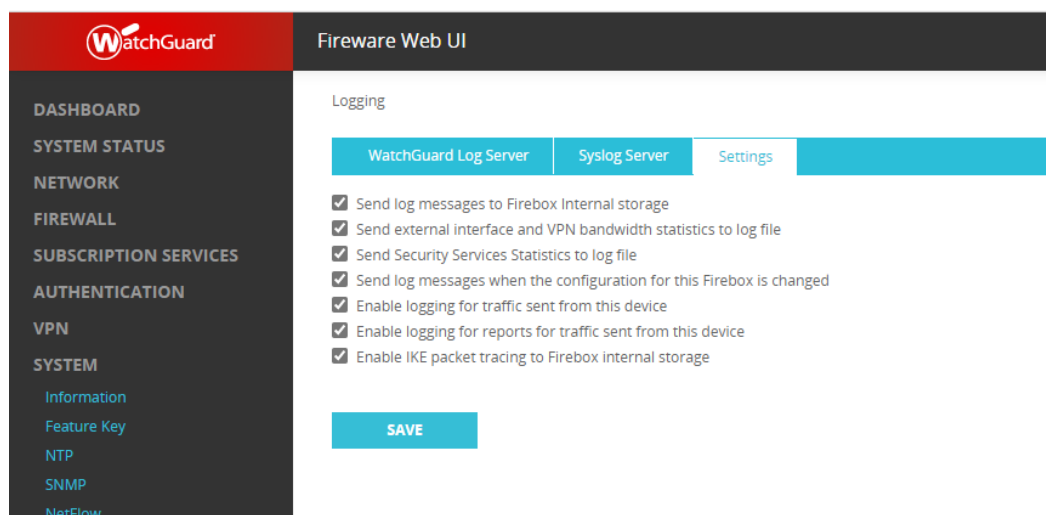 WatchGuard
Fireware Web UI
DASHBOARD
SYSTEM STATUS
NETWORK
FIREWALL
SUBSCRIPTION SERVICES
AUTHENTICATION
VPN
SYSTEM
Information
Feature Key
NTP
SNMP
NetFlow
Logging
WatchGuard Log Server Syslog Server Settings
Send log messages to Firebox Internal storage
Send external interface and VPN bandwidth statistics to log file
Send Security Services Statistics to log file
Send log messages when the configuration for this Firebox is changed
Enable logging for traffic sent from this device
Enable logging for reports for traffic sent from this device
Enable IKE packet tracing to Firebox internal storage
SAVE